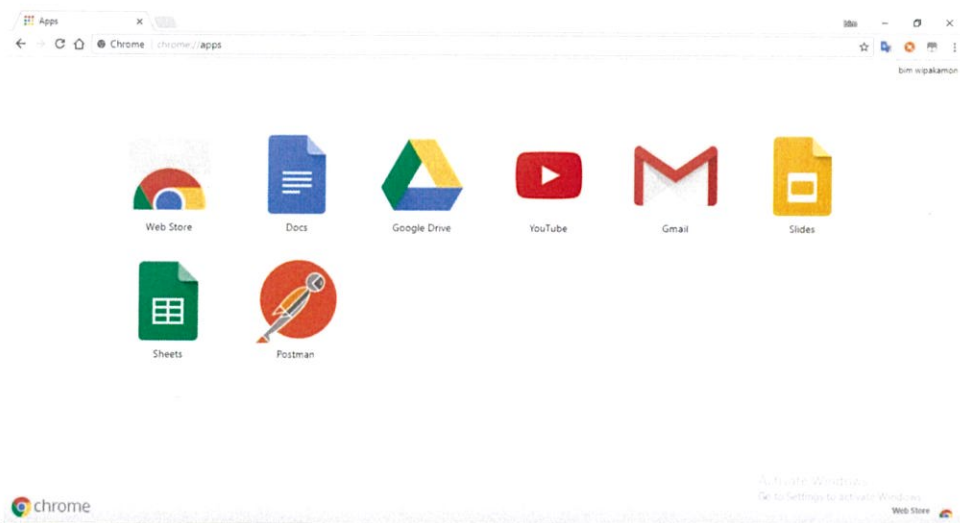 Apps
Bim
Chrome | chrome://apps
bim wipakamon
Web Store
Docs
Google Drive
YouTube
Gmail
Slides
Sheets
Postman
Activate Windows
Go to Settings to activate Windows.
chrome
Web Store